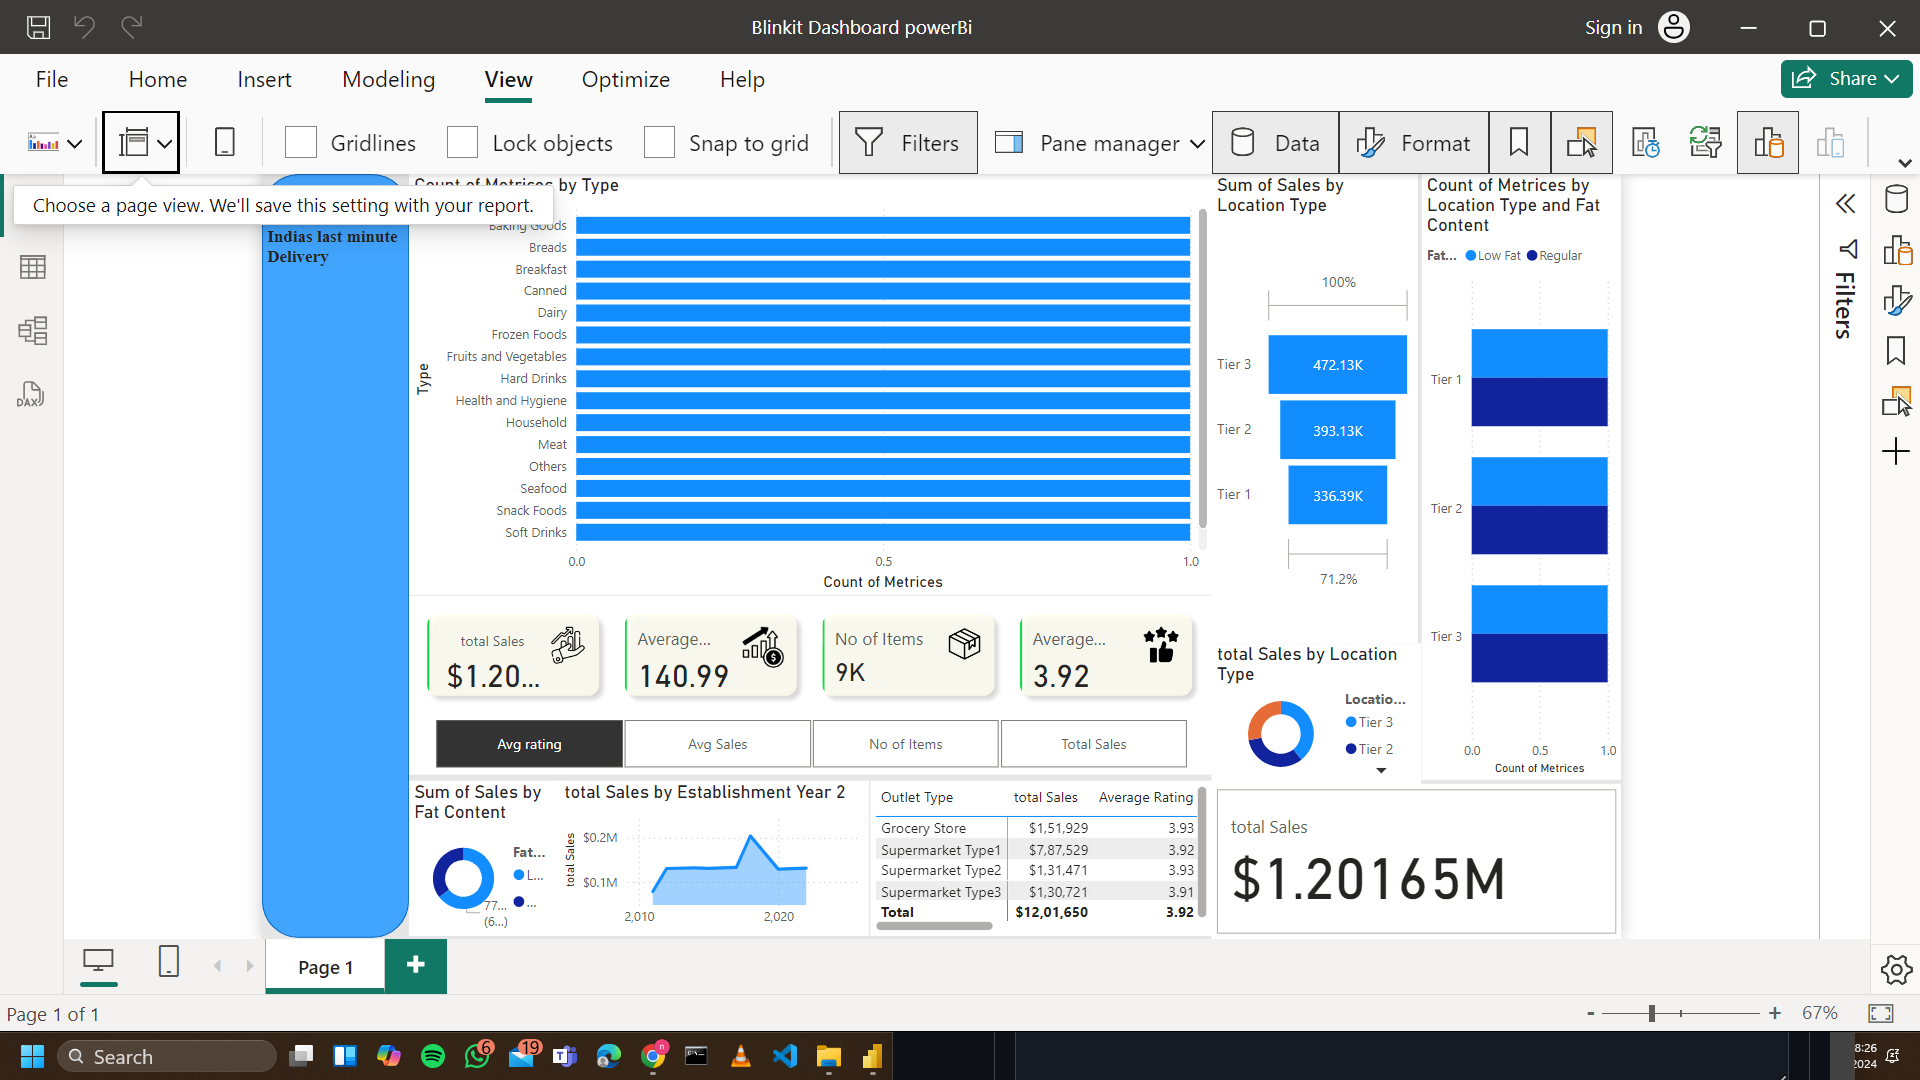 Blinkit Dashboard powerBi
Sign in
File
Home
Insert
Modeling
View
Optimize
Help
Share
Gridlines
Lock objects
Snap to grid
Filters
Pane manager
Data
Format
Choose a page view. We'll save this setting with your report.
Indias last minute
Delivery
Count of Metrices by Type
Type
Baking Goods
Breads
Breakfast
Canned
Dairy
Frozen Foods
Fruits and Vegetables
Hard Drinks
Health and Hygiene
Household
Meat
Others
Seafood
Snack Foods
Soft Drinks
0.0
0.5
1.0
Count of Metrices
Sum of Sales by
Location Type
100%
Tier 3
472.13K
Tier 2
393.13K
Tier 1
336.39K
71.2%
Count of Metrices by
Location Type and Fat
Content
Fat...
Low Fat
Regular
Tier 1
Tier 2
Tier 3
0.0
0.5
1.0
Count of Metrices
Filters
DAX
total Sales
$1.20...
Average...
140.99
No of Items
9K
Average...
3.92
Avg rating
Avg Sales
No of Items
Total Sales
total Sales by Location
Type
Locatio...
Tier 3
Tier 2
Sum of Sales by
Fat Content
Fat...
L...
...
77...
(6...)
total Sales by Establishment Year 2
total Sales
$0.2M
$0.1M
2,010
2,020
Outlet Type total Sales Average Rating
Grocery Store $1,51,929 3.93
Supermarket Type1 $7,87,529 3.92
Supermarket Type2 $1,31,471 3.93
Supermarket Type3 $1,30,721 3.91
Total $12,01,650 3.92
total Sales
$1.20165M
Page 1
Page 1 of 1
67%
Search
6
19
8:26
2024